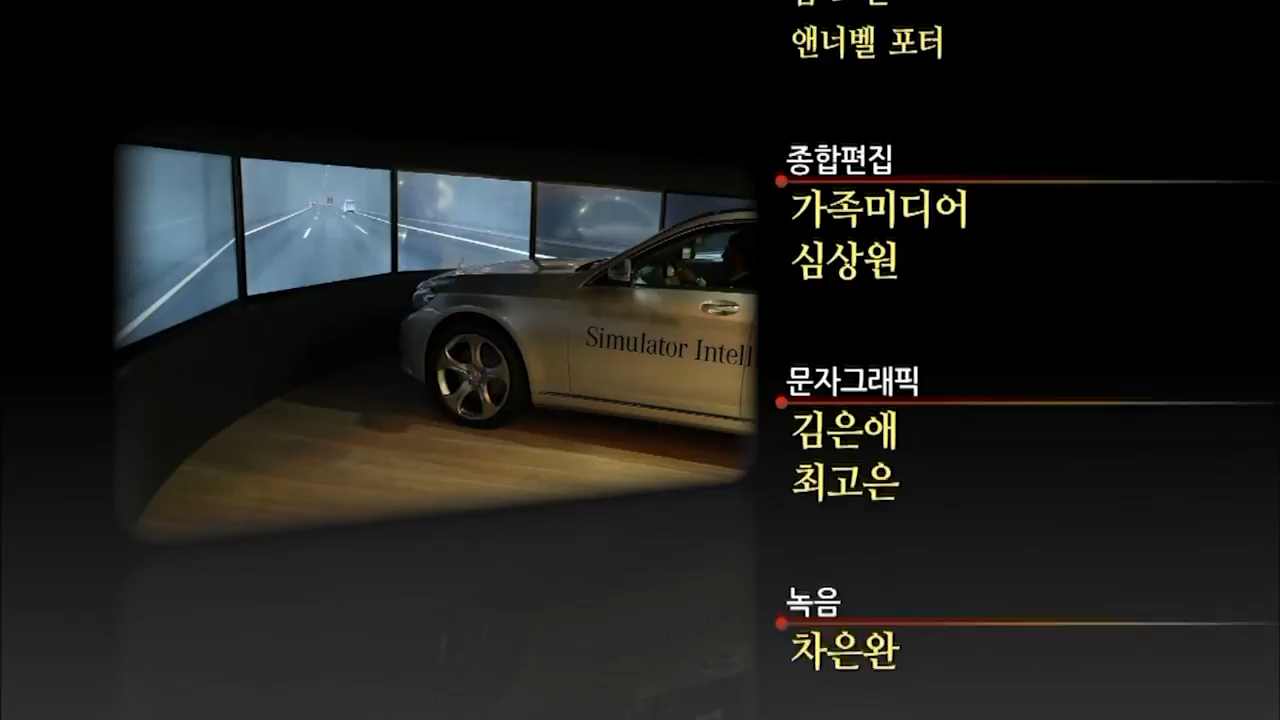 앤너벨 포터
종합편집
가족미디어
심상원
문자그래픽
김은애
최고은
녹음
차은완
Simulator Intell